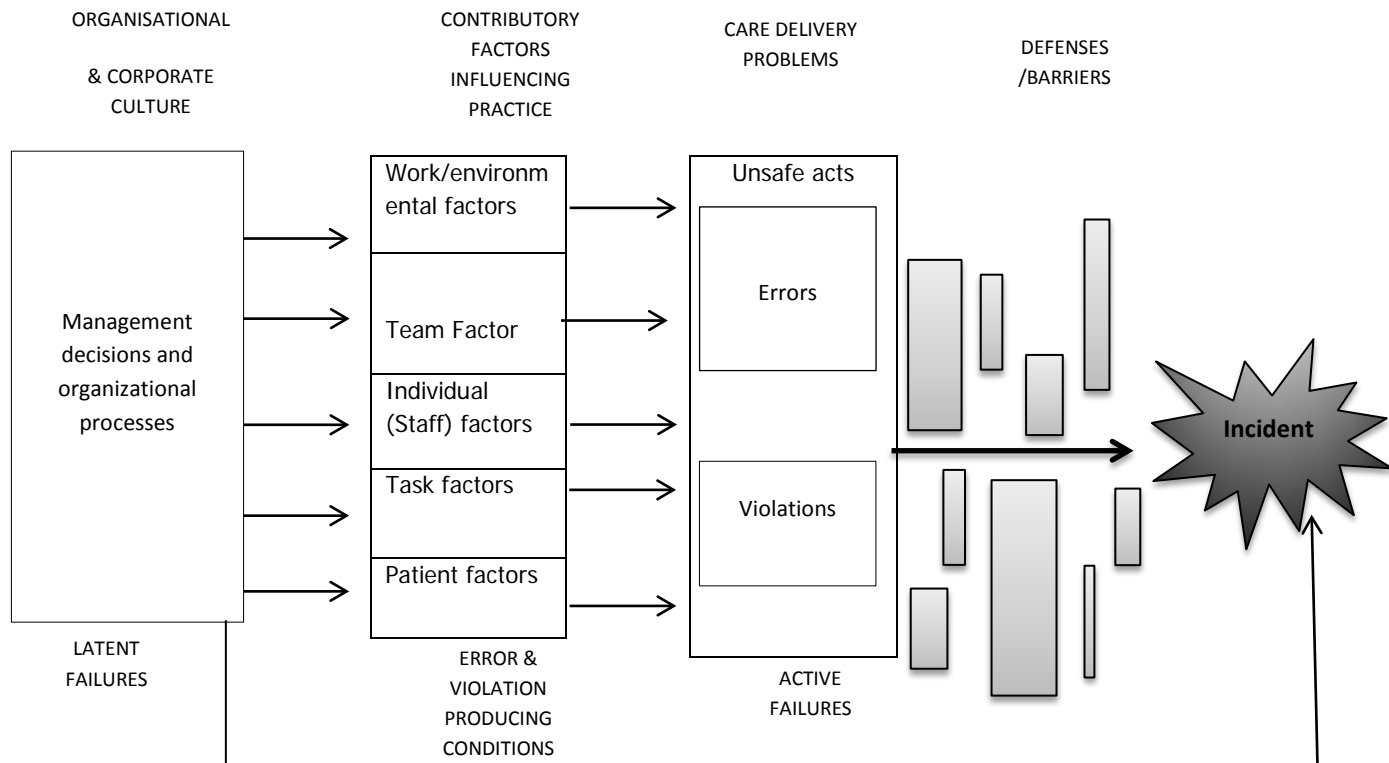 ORGANISATIONAL
& CORPORATE
CULTURE
CONTRIBUTORY
FACTORS
INFLUENCING
PRACTICE
CARE DELIVERY
PROBLEMS
DEFENSES
/BARRIERS
Management
decisions and
organizational
processes
Work/environm
ental factors
Team Factor
Individual
(Staff) factors
Task factors
Patient factors
Unsafe acts
Errors
Violations
Incident
LATENT
FAILURES
ERROR &
VIOLATION
PRODUCING
CONDITIONS
ACTIVE
FAILURES